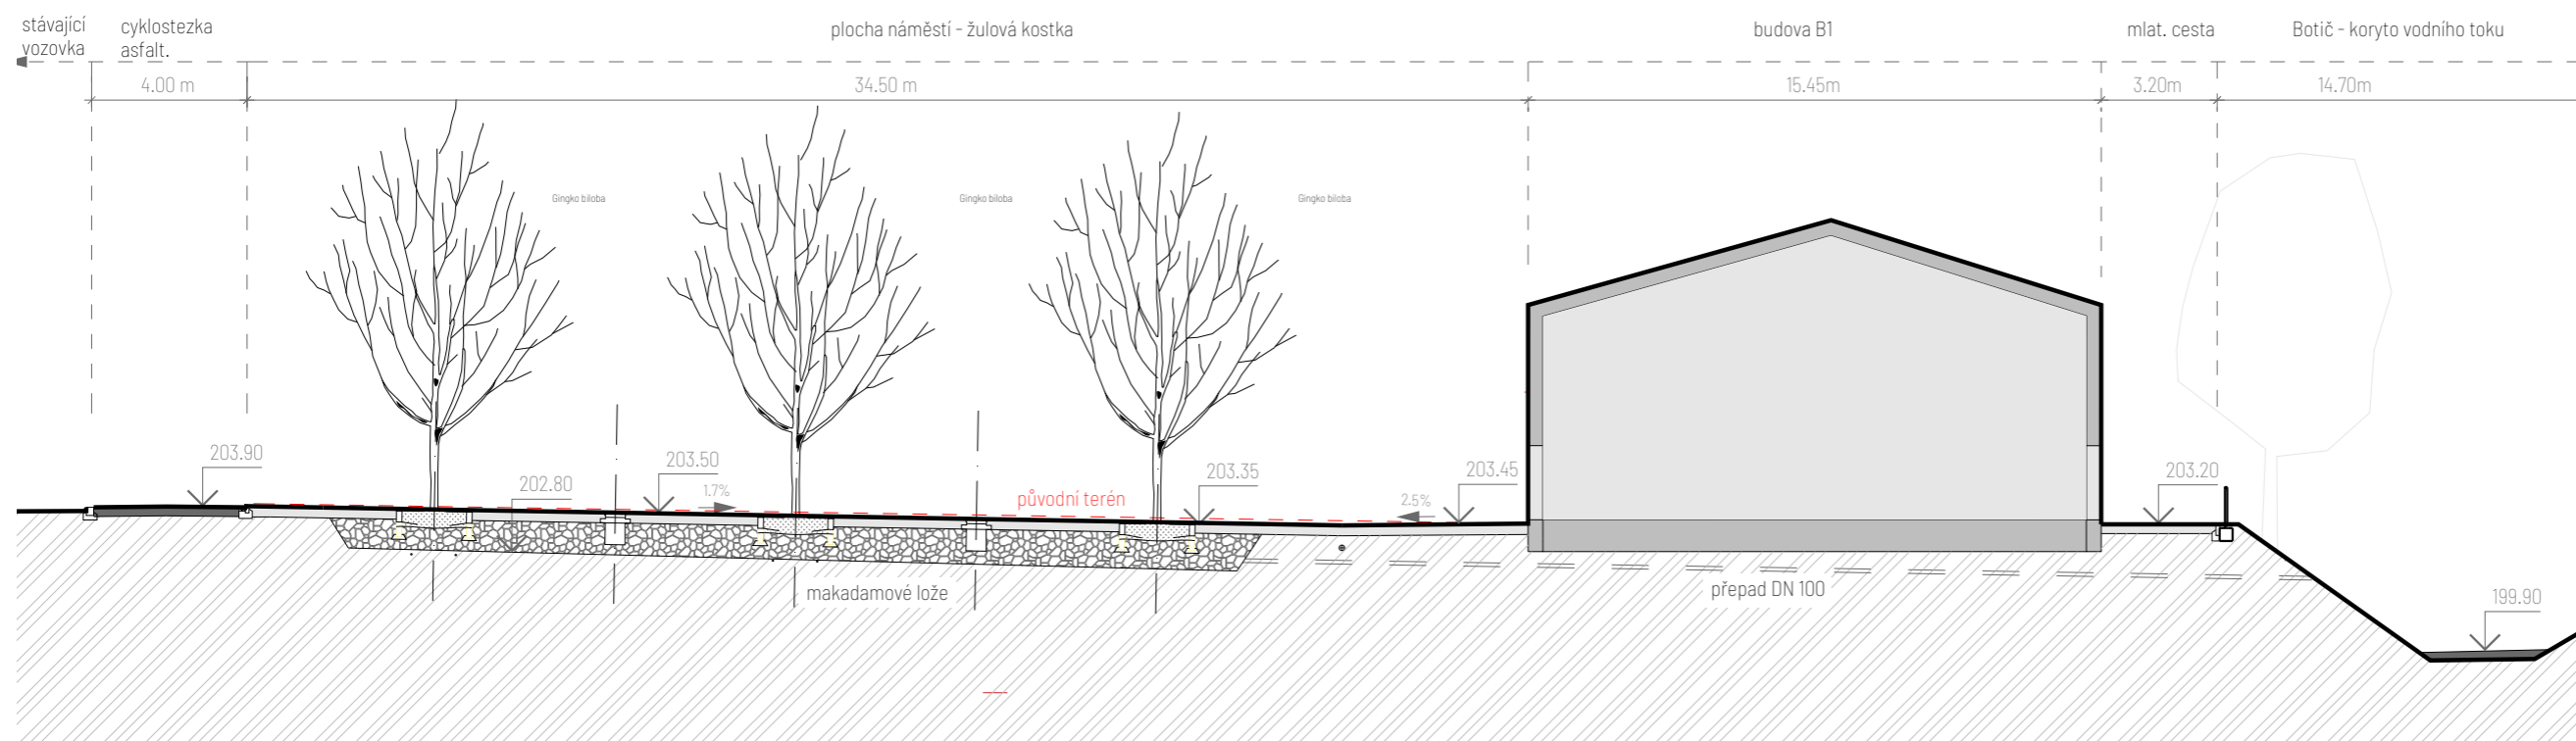 stávající
vozovka
cyklostezka
asfalt.
plocha náměstí - žulová kostka
budova B1
mlat. cesta
Botič - koryto vodního toku
4.00 m
34.50 m
15.45m
3.20m
14.70m
Gingko biloba
Gingko biloba
Gingko biloba
203.90
202.80
203.50
1.7%
původní terén
203.35
2.5%
203.45
203.20
makadamové lože
přepad DN 100
199.90